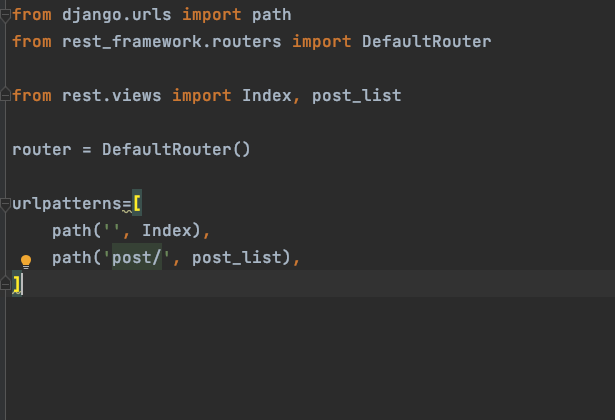 from django.urls import path
from rest_framework.routers import DefaultRouter
from rest.views import Index, post_list
router = DefaultRouter()
urlpatterns=[
path('', Index),
path('post/', post_list),
]